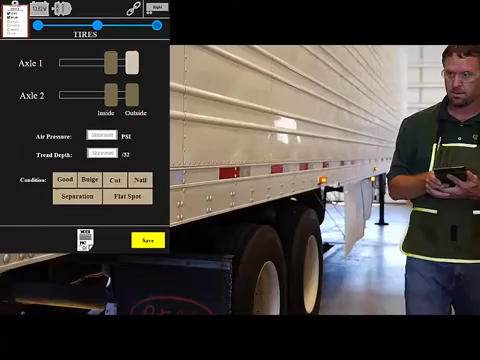 Right
TIRES
Axle 1
Axle 2
Inside Outside
Air Pressure: PSI
Tread Depth: /32
Condition: Good Bulge Cut Nail
Separation Flat Spot
Save